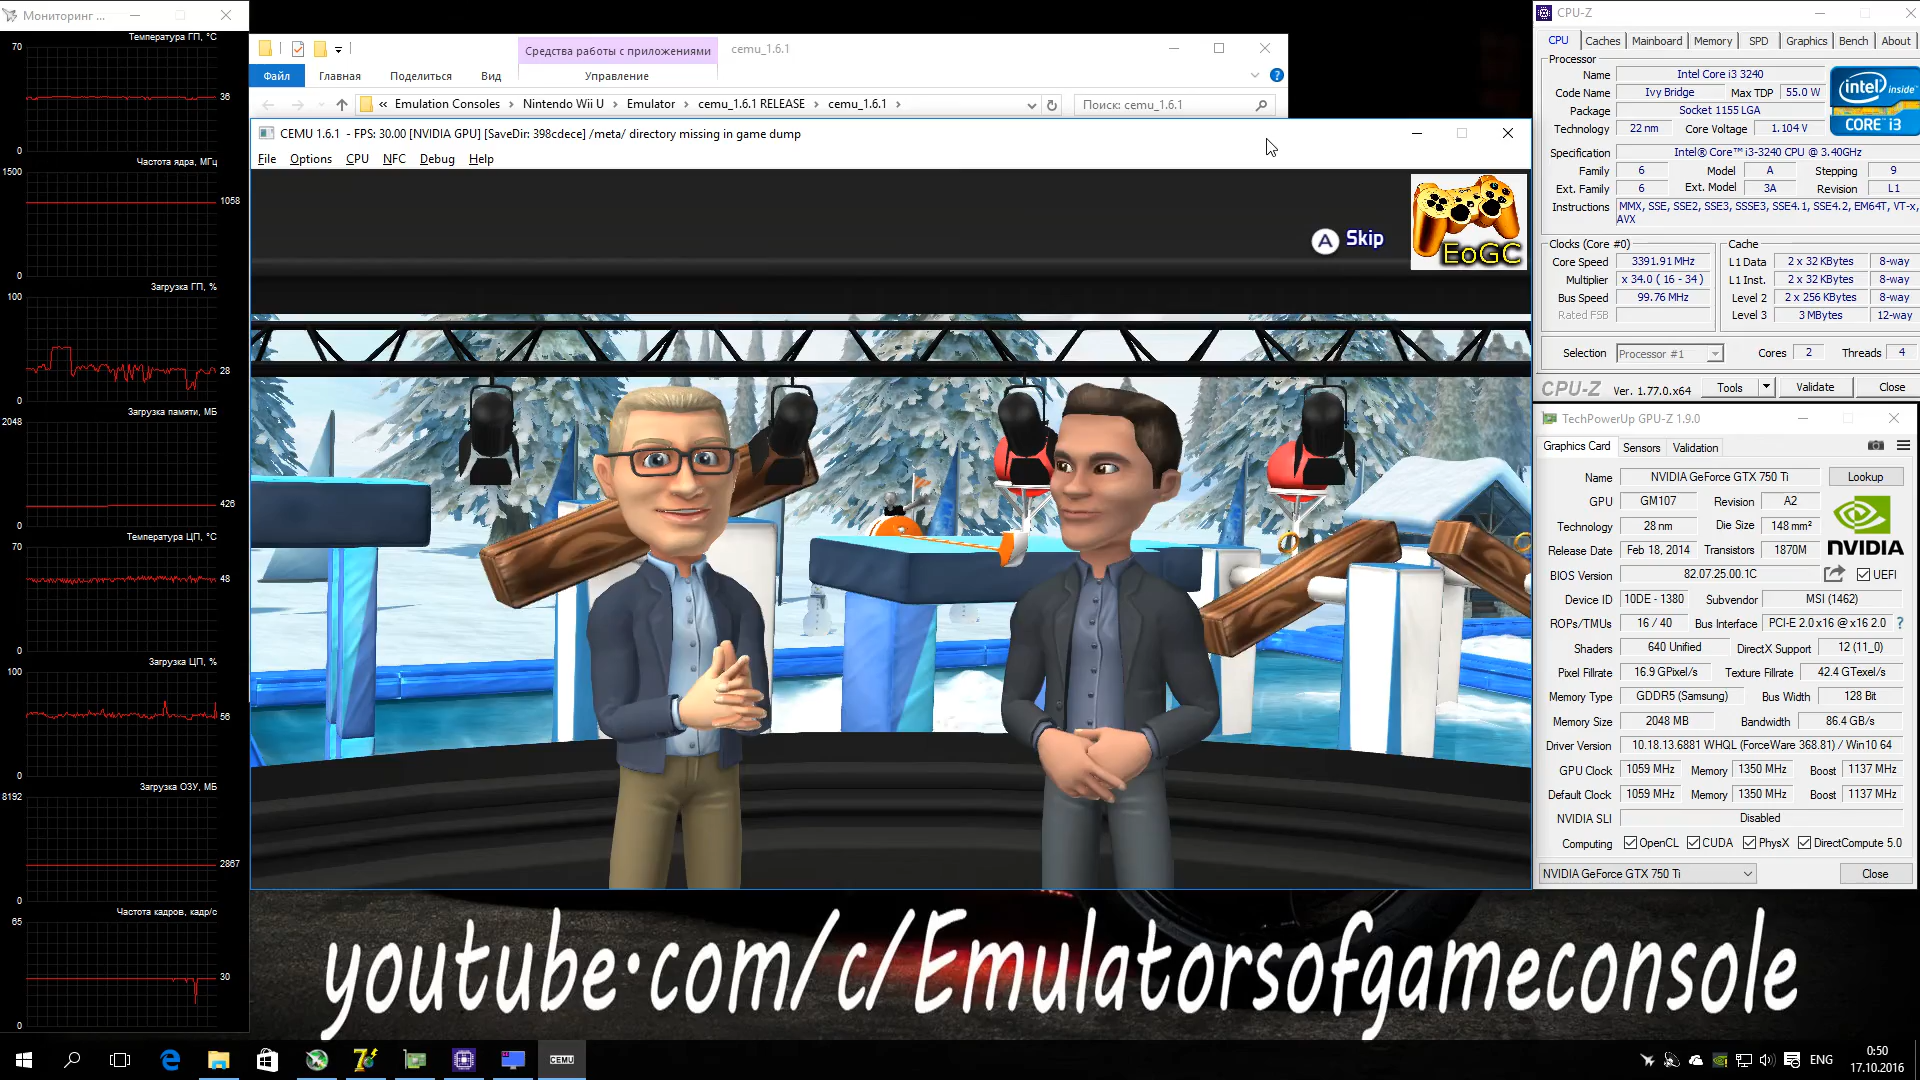 Мониторинг ...
Температура ГП, °C
70
36
0
Частота ядра, МГц
1500
1058
0
Загрузка ГП, %
100
28
0
Загрузка памяти, МБ
2048
426
0
Температура ЦП, °C
70
48
0
Загрузка ЦП, %
100
56
0
Загрузка ОЗУ, МБ
8192
2867
0
Частота кадров, кадр/с
65
30
0
Средства работы с приложениями
cemu_1.6.1
Файл
Главная
Поделиться
Вид
Управление
« Emulation Consoles > Nintendo Wii U > Emulator > cemu_1.6.1 RELEASE > cemu_1.6.1 >
Поиск: cemu_1.6.1
CEMU 1.6.1 - FPS: 30.00 [NVIDIA GPU] [SaveDir: 398cdece] /meta/ directory missing in game dump
File Options CPU NFC Debug Help
A Skip
EoGC
CPU-Z
CPU Caches Mainboard Memory SPD Graphics Bench About
Processor
Name Intel Core i3 3240
Code Name Ivy Bridge Max TDP 55.0 W
Package Socket 1155 LGA
Technology 22 nm Core Voltage 1.104 V
intel inside™
CORE i3
Specification Intel® Core™ i3-3240 CPU @ 3.40GHz
Family 6 Model A Stepping 9
Ext. Family 6 Ext. Model 3A Revision L1
Instructions MMX, SSE, SSE2, SSE3, SSSE3, SSE4.1, SSE4.2, EM64T, VT-x,
AVX
Clocks (Core #0)
Core Speed 3391.91 MHz
Multiplier x 34.0 ( 16 - 34 )
Bus Speed 99.76 MHz
Rated FSB
Cache
L1 Data 2 x 32 KBytes 8-way
L1 Inst. 2 x 32 KBytes 8-way
Level 2 2 x 256 KBytes 8-way
Level 3 3 MBytes 12-way
Selection Processor #1 Cores 2 Threads 4
CPU-Z Ver. 1.77.0.x64 Tools Validate Close
TechPowerUp GPU-Z 1.9.0
Graphics Card Sensors Validation
Name NVIDIA GeForce GTX 750 Ti Lookup
GPU GM107 Revision A2
Technology 28 nm Die Size 148 mm²
Release Date Feb 18, 2014 Transistors 1870M
NVIDIA
BIOS Version 82.07.25.00.1C UEFI
Device ID 10DE - 1380 Subvendor MSI (1462)
ROPs/TMUs 16 / 40 Bus Interface PCI-E 2.0 x16 @ x16 2.0 ?
Shaders 640 Unified DirectX Support 12 (11_0)
Pixel Fillrate 16.9 GPixel/s Texture Fillrate 42.4 GTexel/s
Memory Type GDDR5 (Samsung) Bus Width 128 Bit
Memory Size 2048 MB Bandwidth 86.4 GB/s
Driver Version 10.18.13.6881 WHQL (ForceWare 368.81) / Win10 64
GPU Clock 1059 MHz Memory 1350 MHz Boost 1137 MHz
Default Clock 1059 MHz Memory 1350 MHz Boost 1137 MHz
NVIDIA SLI Disabled
Computing OpenCL CUDA PhysX DirectCompute 5.0
NVIDIA GeForce GTX 750 Ti Close
youtube.com/c/Emulatorsofgameconsole
CEMU
ENG
0:50
17.10.2016